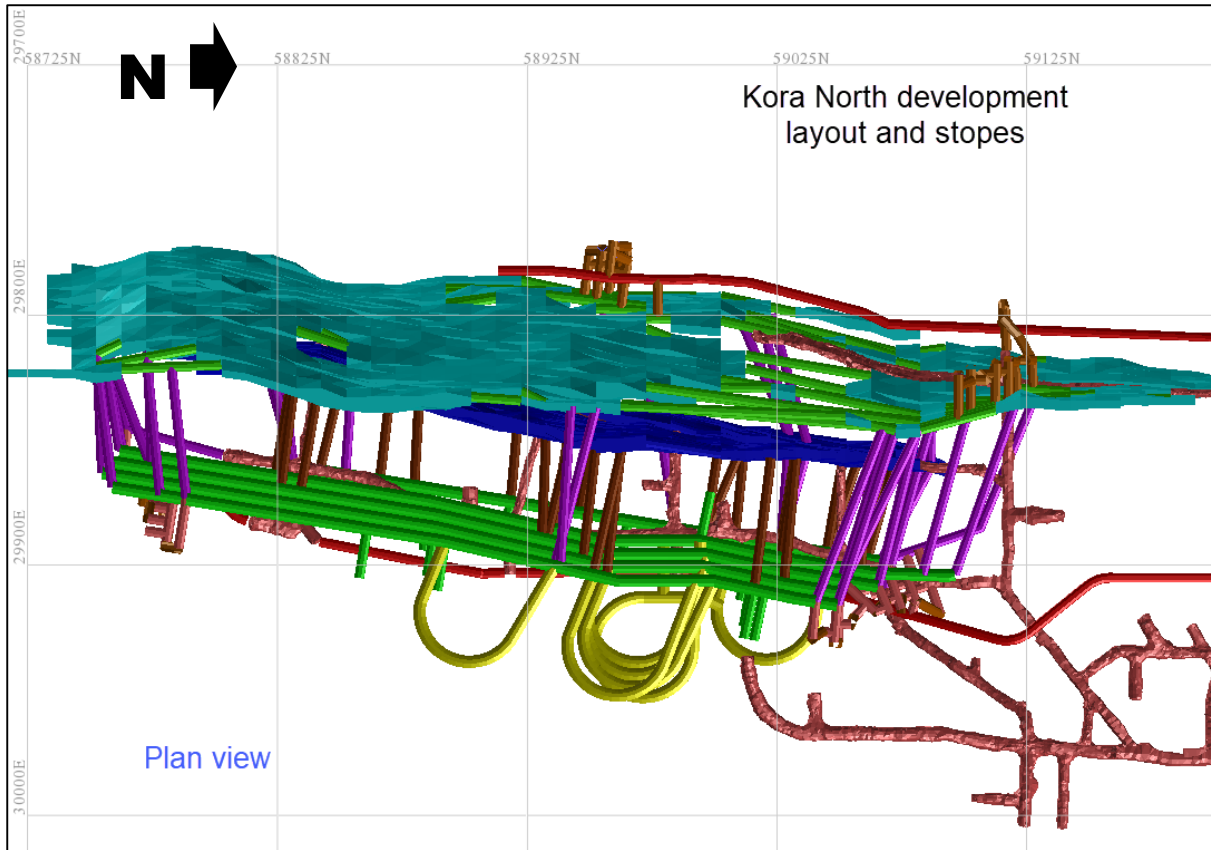 29700E
58725N
58825N
58925N
59025N
59125N
N
Kora North development
layout and stopes
29800E
29900E
Plan view
30000E